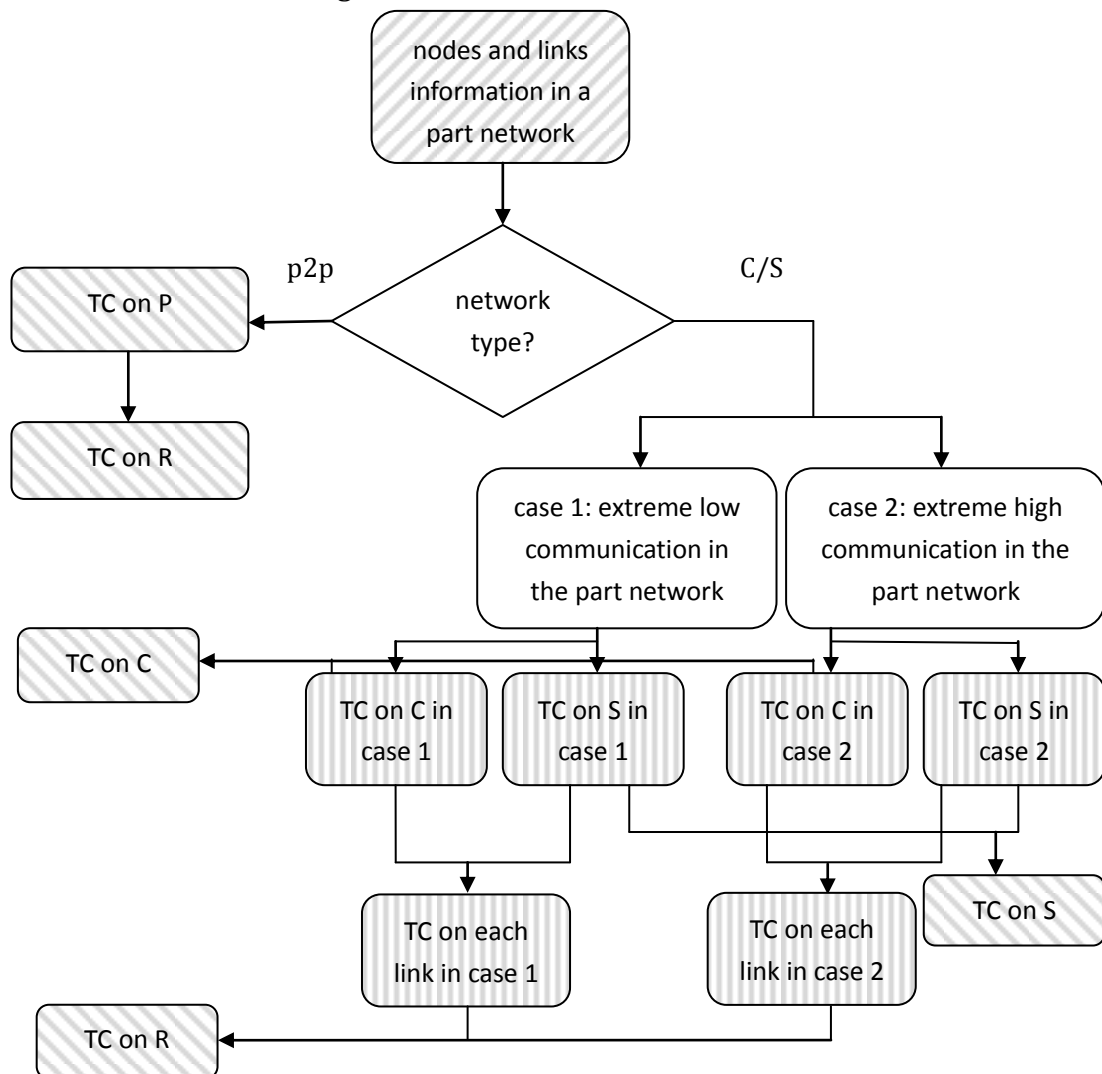 g
nodes and links
information in a
part network
p2p
C/S
TC on P
network
type?
TC on R
case 1: extreme low
communication in
the part network
case 2: extreme high
communication in the
part network
TC on C
TC on C in
case 1
TC on S in
case 1
TC on C in
case 2
TC on S in
case 2
TC on S
TC on each
link in case 1
TC on each
link in case 2
TC on R